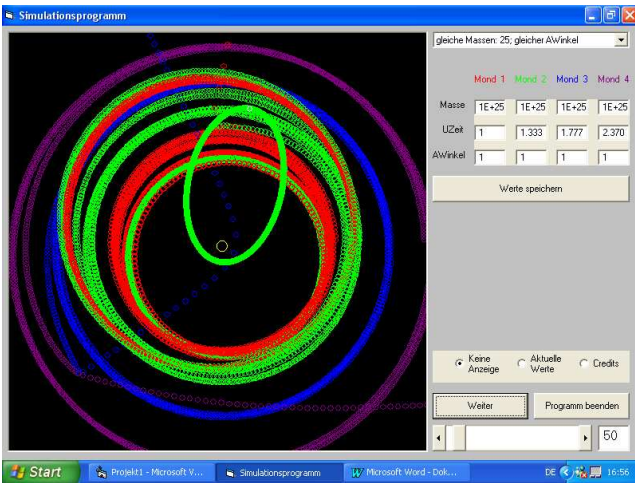 Simulationsprogramm
gleiche Massen: 25; gleicher AWinkel
Mond 1 Mond 2 Mond 3 Mond 4
Masse 1E+25 1E+25 1E+25 1E+25
UZeit 1 1.333 1.777 2.370
AWinkel 1 1 1 1
Werte speichern
Keine Anzeige
Aktuelle Werte
Credits
Weiter Programm beenden
50
Start Projekt1 - Microsoft V... Simulationsprogramm Microsoft Word - Dok... DE 16:56